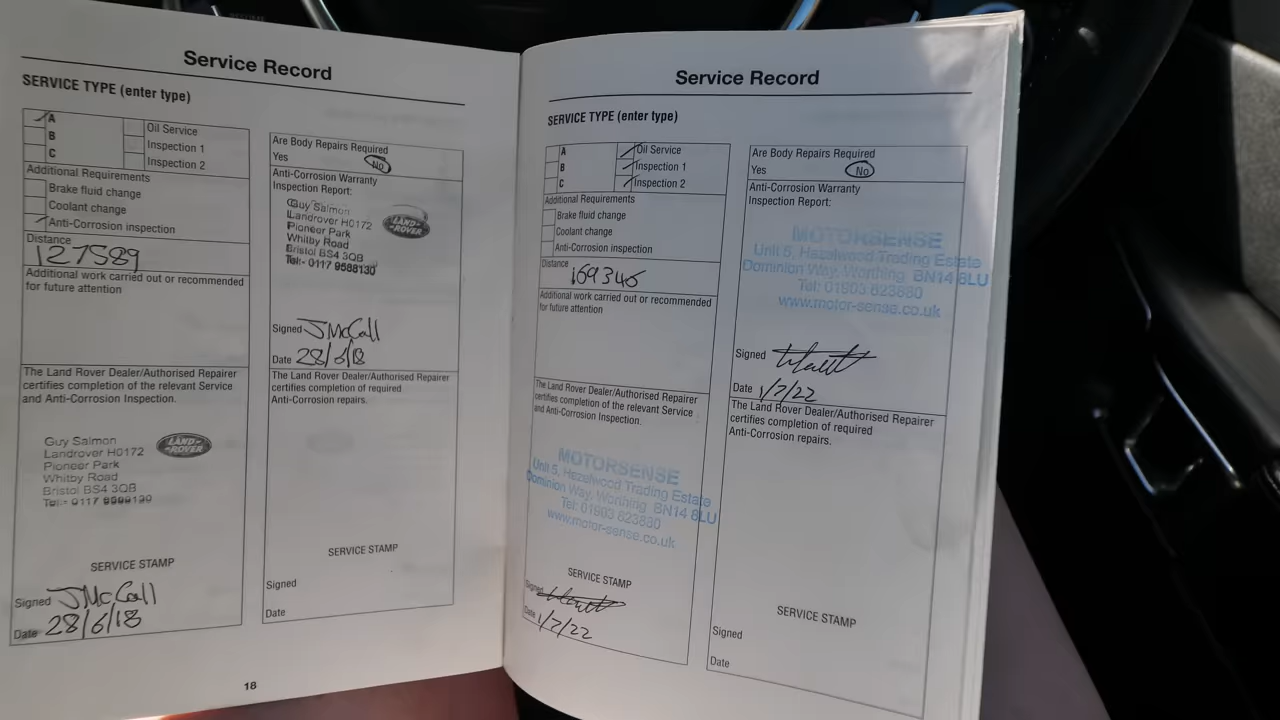 Service Record
SERVICE TYPE (enter type)
A
B
C
Oil Service
Inspection 1
Inspection 2
Additional Requirements
Brake fluid change
Coolant change
Anti-Corrosion inspection
Distance
127589
Additional work carried out or recommended
for future attention
The Land Rover Dealer/Authorised Repairer
certifies completion of the relevant Service
and Anti-Corrosion Inspection.
Guy Salmon
Landrover H0172
Pioneer Park
Whitby Road
Bristol BS4 3QB
Tel:- 0117
LAND-
ROVER
SERVICE STAMP
Signed JMcCall
Date 28/6/18
Are Body Repairs Required
Yes No
Anti-Corrosion Warranty
Inspection Report:
Guy Salmon
Landrover H0172
Pioneer Park
Whitby Road
Bristol BS4 3QB
Tel:- 0117 9588130
LAND-
ROVER
Signed JMcCall
Date 28/6/18
The Land Rover Dealer/Authorised Repairer
certifies completion of required
Anti-Corrosion repairs.
SERVICE STAMP
Signed
Date
18
Service Record
SERVICE TYPE (enter type)
A
B
C
Oil Service
Inspection 1
Inspection 2
Additional Requirements
Brake fluid change
Coolant change
Anti-Corrosion inspection
Distance
169346
Additional work carried out or recommended
for future attention
The Land Rover Dealer/Authorised Repairer
certifies completion of the relevant Service
and Anti-Corrosion Inspection.
MOTORSENSE
Unit 5, Hazelwood Trading Estate
Dominion Way, Worthing BN14 8LU
Tel: 01903 823880
www.motor-sense.co.uk
SERVICE STAMP
Signed
Date 1/7/22
Are Body Repairs Required
Yes No
Anti-Corrosion Warranty
Inspection Report:
MOTORSENSE
Unit 5, Hazelwood Trading Estate
Dominion Way, Worthing BN14 8LU
Tel: 01903 823880
www.motor-sense.co.uk
Signed
Date 1/7/22
The Land Rover Dealer/Authorised Repairer
certifies completion of required
Anti-Corrosion repairs.
SERVICE STAMP
Signed
Date